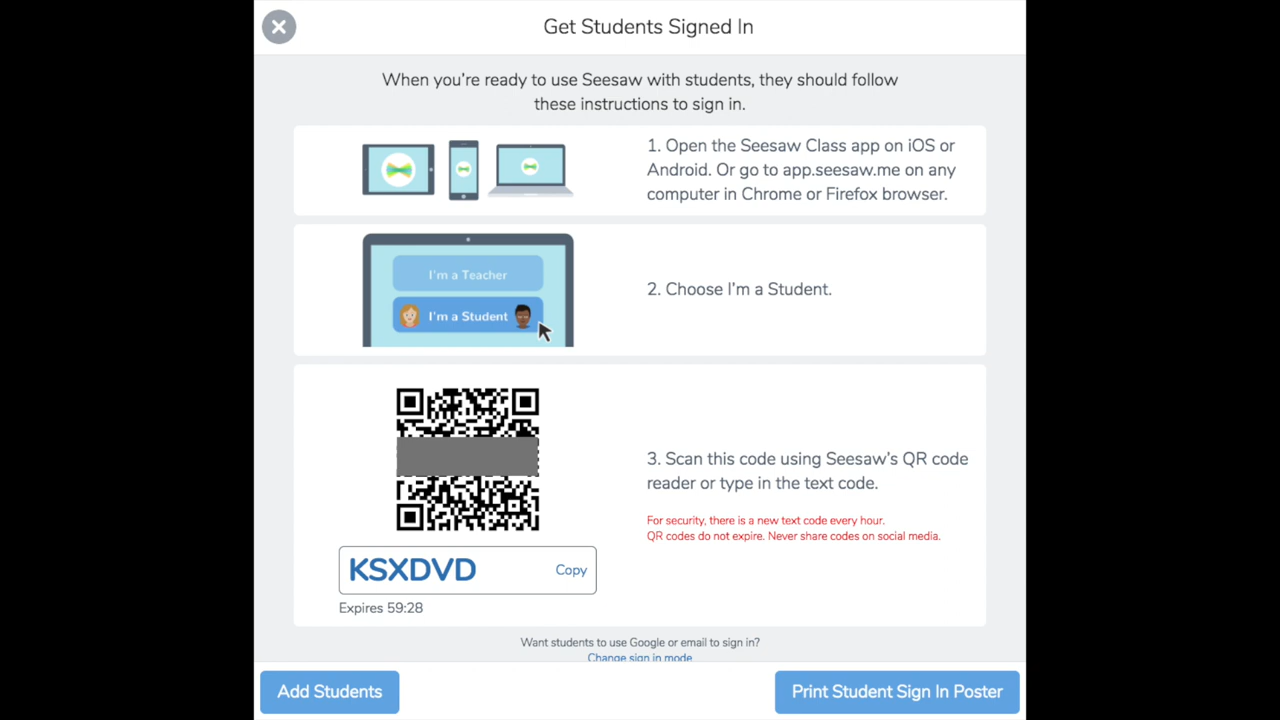 Get Students Signed In
When you're ready to use Seesaw with students, they should follow
these instructions to sign in.
1. Open the Seesaw Class app on iOS or
Android. Or go to app.seesaw.me on any
computer in Chrome or Firefox browser.
I'm a Teacher
I'm a Student
2. Choose I'm a Student.
3. Scan this code using Seesaw's QR code
reader or type in the text code.
For security, there is a new text code every hour.
QR codes do not expire. Never share codes on social media.
KSXDVD
Copy
Expires 59:28
Want students to use Google or email to sign in?
Change sign in mode
Add Students
Print Student Sign In Poster